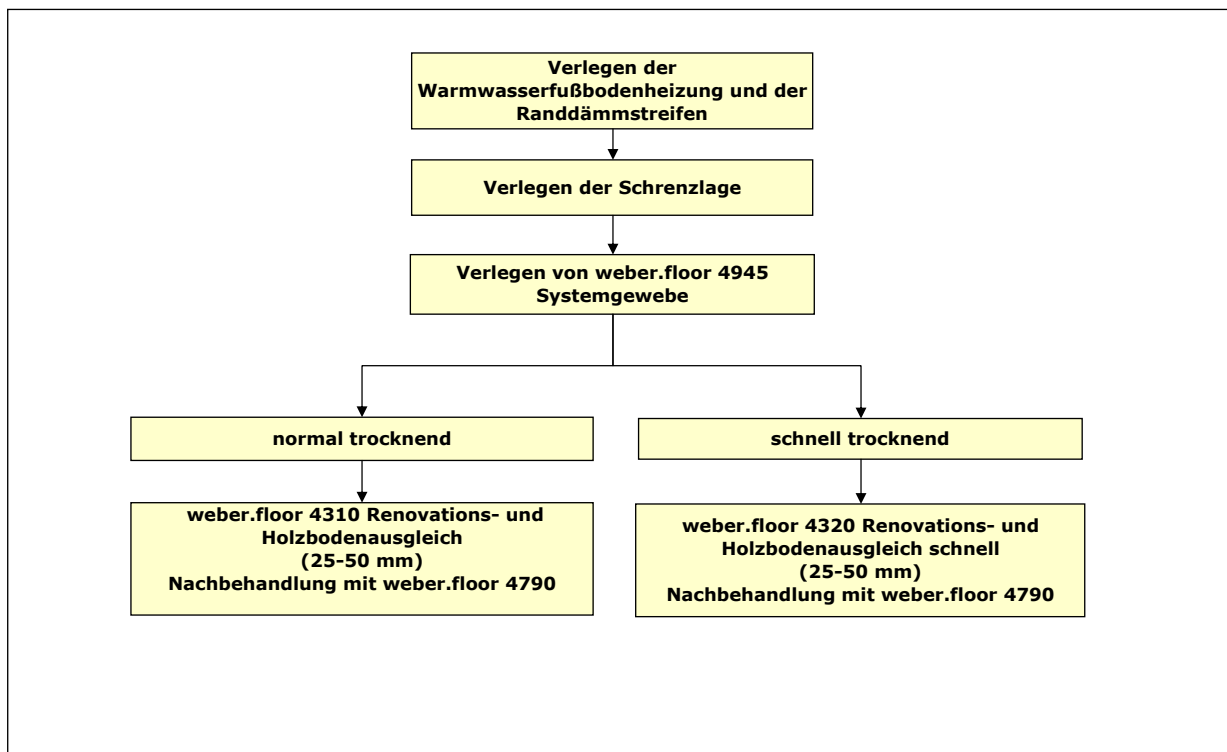 Verlegen der
Warmwasserfußbodenheizung und der
Randdämmstreifen
Verlegen der Schrenzlage
Verlegen von weber.floor 4945
Systemgewebe
normal trocknend
schnell trocknend
weber.floor 4310 Renovations- und
Holzbodenausgleich
(25-50 mm)
Nachbehandlung mit weber.floor 4790
weber.floor 4320 Renovations- und
Holzbodenausgleich schnell
(25-50 mm)
Nachbehandlung mit weber.floor 4790